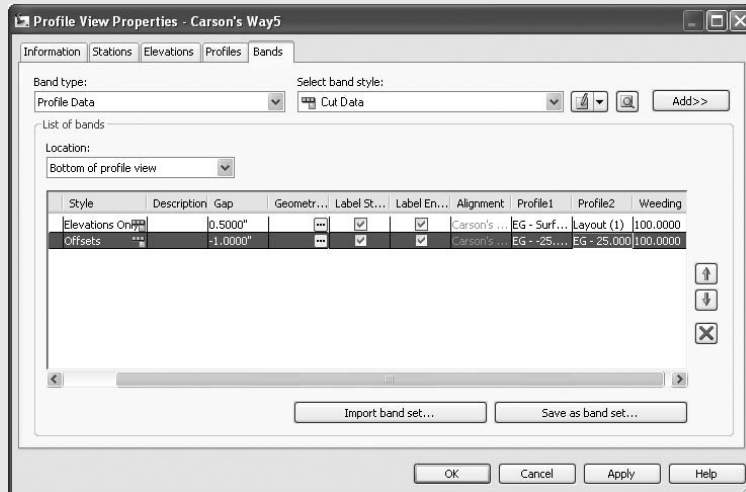 Profile View Properties - Carson's Way5
Information Stations Elevations Profiles Bands
Band type: Select band style:
Profile Data Cut Data Add>>
List of bands
Location:
Bottom of profile view
Style Description Gap Geometr... Label St... Label En... Alignment Profile1 Profile2 Weeding
Elevations On 0.5000" ... Carson's ... EG - Surf... Layout (1) 100.0000
Offsets -1.0000" ... Carson's ... EG - -25.... EG - 25.000 100.0000
Import band set... Save as band set...
OK Cancel Apply Help